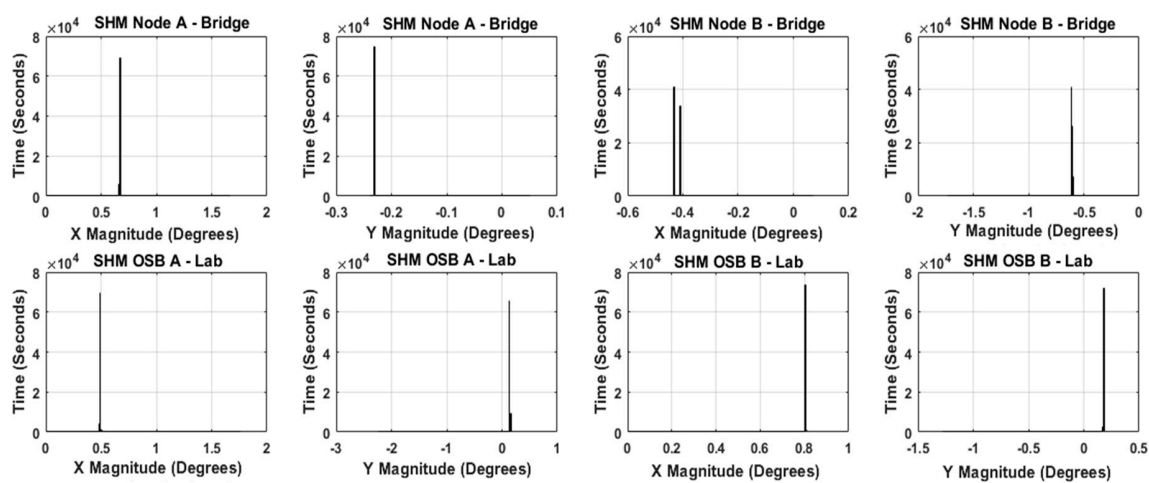 SHM Node A - Bridge
×10⁴
8
6
4
2
0
Time (Seconds)
0 0.5 1 1.5 2
X Magnitude (Degrees)
SHM Node A - Bridge
×10⁴
8
6
4
2
0
Time (Seconds)
-0.3 -0.2 -0.1 0 0.1
Y Magnitude (Degrees)
SHM Node B - Bridge
×10⁴
6
4
2
0
Time (Seconds)
-0.6 -0.4 -0.2 0 0.2
X Magnitude (Degrees)
SHM Node B - Bridge
×10⁴
6
4
2
0
Time (Seconds)
-2 -1.5 -1 -0.5 0
Y Magnitude (Degrees)
SHM OSB A - Lab
×10⁴
8
6
4
2
0
Time (Seconds)
0 0.5 1 1.5 2
X Magnitude (Degrees)
SHM OSB A - Lab
×10⁴
8
6
4
2
0
Time (Seconds)
-3 -2 -1 0 1
Y Magnitude (Degrees)
SHM OSB B - Lab
×10⁴
8
6
4
2
0
Time (Seconds)
0 0.2 0.4 0.6 0.8 1
X Magnitude (Degrees)
SHM OSB B - Lab
×10⁴
8
6
4
2
0
Time (Seconds)
-1.5 -1 -0.5 0 0.5
Y Magnitude (Degrees)